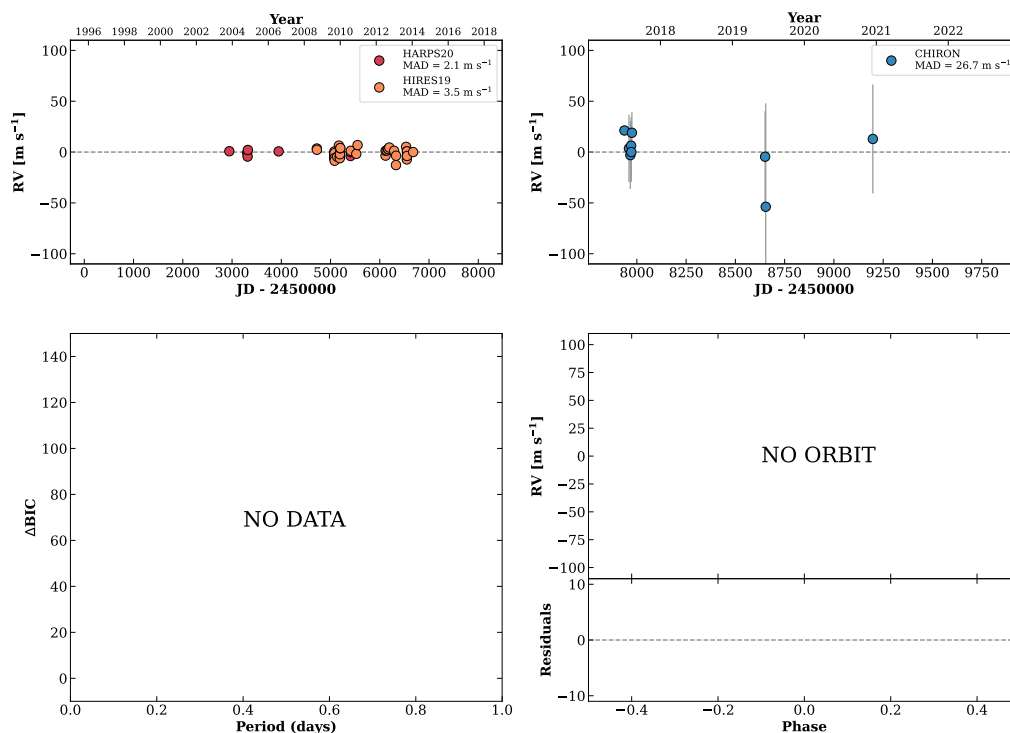 Year
1996 1998 2000 2002 2004 2006 2008 2010 2012 2014 2016 2018
HARPS20
MAD = 2.1 m s⁻¹
HIRES19
MAD = 3.5 m s⁻¹
RV [m s⁻¹]
100
50
0
−50
−100
0 1000 2000 3000 4000 5000 6000 7000 8000
JD - 2450000
Year
2018 2019 2020 2021 2022
CHIRON
MAD = 26.7 m s⁻¹
RV [m s⁻¹]
100
50
0
−50
−100
8000 8250 8500 8750 9000 9250 9500 9750
JD - 2450000
ΔBIC
140
120
100
80
60
40
20
0
NO DATA
0.0 0.2 0.4 0.6 0.8 1.0
Period (days)
RV [m s⁻¹]
100
75
50
25
0
−25
−50
−75
−100
NO ORBIT
Residuals
10
0
−10
−0.4 −0.2 0.0 0.2 0.4
Phase